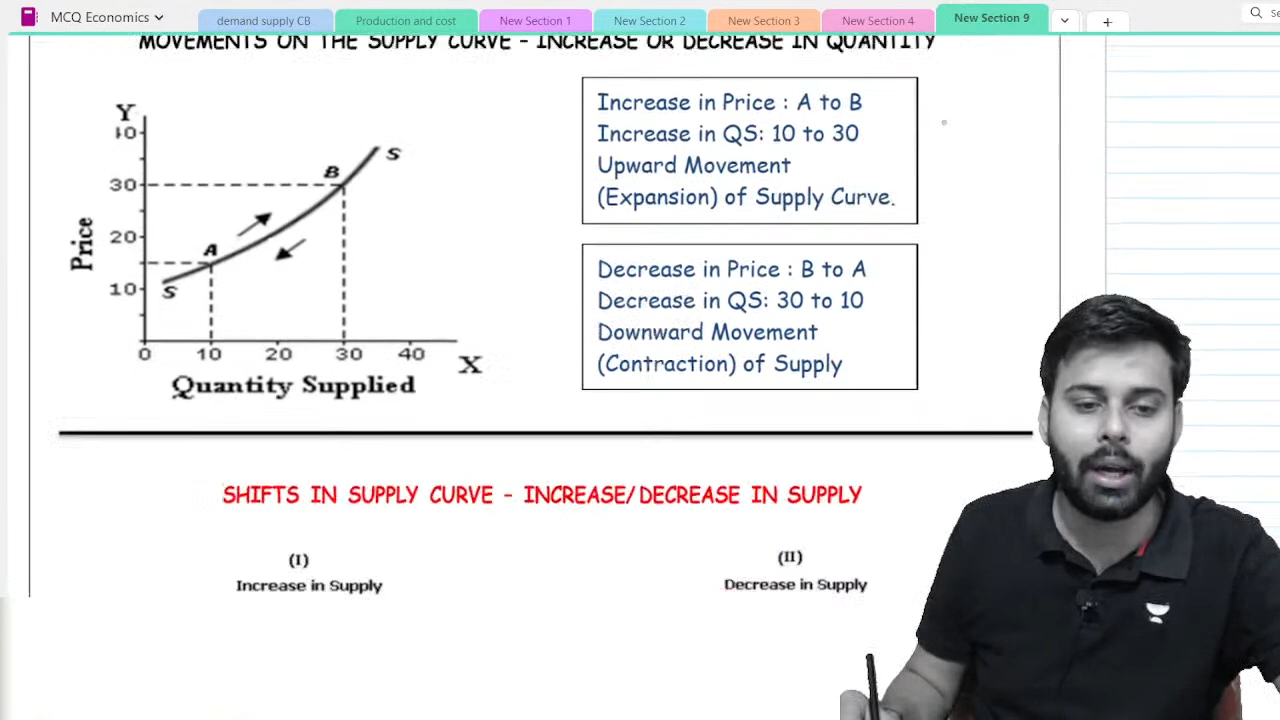 MCQ Economics
demand supply CB
Production and cost
New Section 1
New Section 2
New Section 3
New Section 4
New Section 9
MOVEMENTS ON THE SUPPLY CURVE - INCREASE OR DECREASE IN QUANTITY
Y
40
30
20
10
Price
S
B
A
S
0 10 20 30 40
X
Quantity Supplied
Increase in Price : A to B
Increase in QS: 10 to 30
Upward Movement
(Expansion) of Supply Curve.
Decrease in Price : B to A
Decrease in QS: 30 to 10
Downward Movement
(Contraction) of Supply
SHIFTS IN SUPPLY CURVE - INCREASE/DECREASE IN SUPPLY
(I)
Increase in Supply
(II)
Decrease in Supply